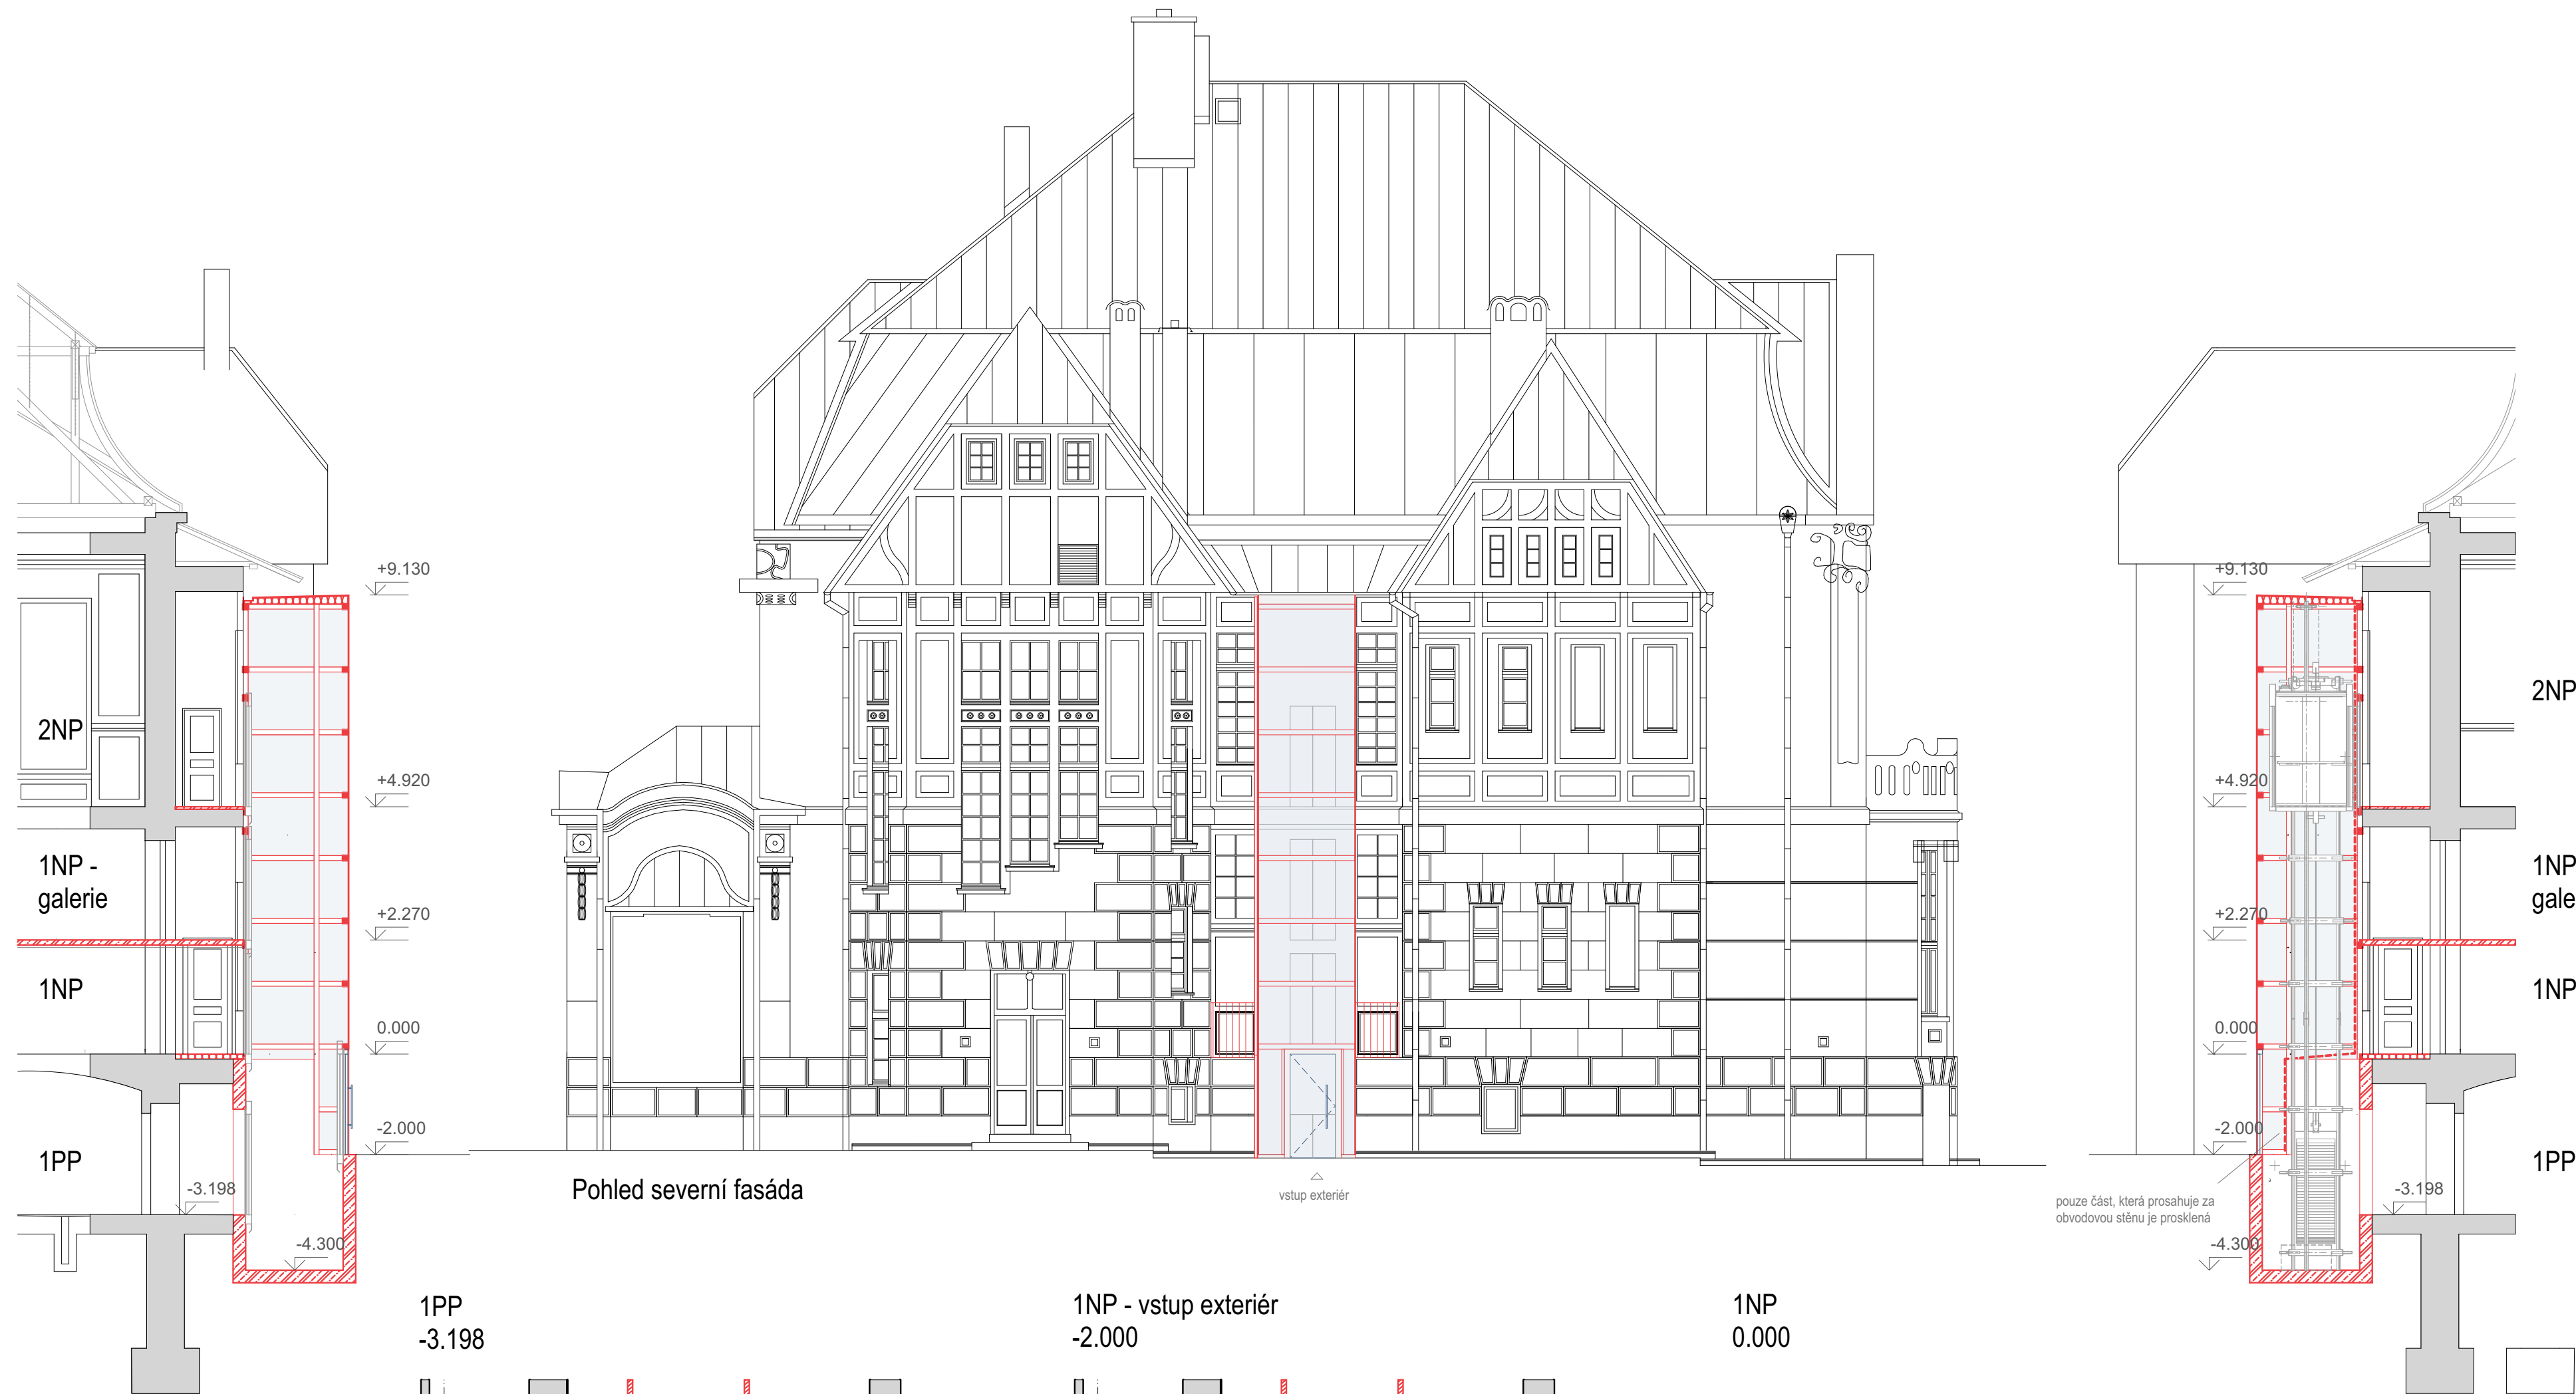 +9.130
2NP
+4.920
1NP -
galerie
+2.270
1NP
0.000
-2.000
1PP
-3.198
-4.300
Pohled severní fasáda
vstup exteriér
+9.130
2NP
+4.920
1NP
gale
+2.270
1NP
0.000
-2.000
1PP
-3.198
pouze část, která prosahuje za
obvodovou stěnu je prosklená
-4.300
1PP
-3.198
1NP - vstup exteriér
-2.000
1NP
0.000